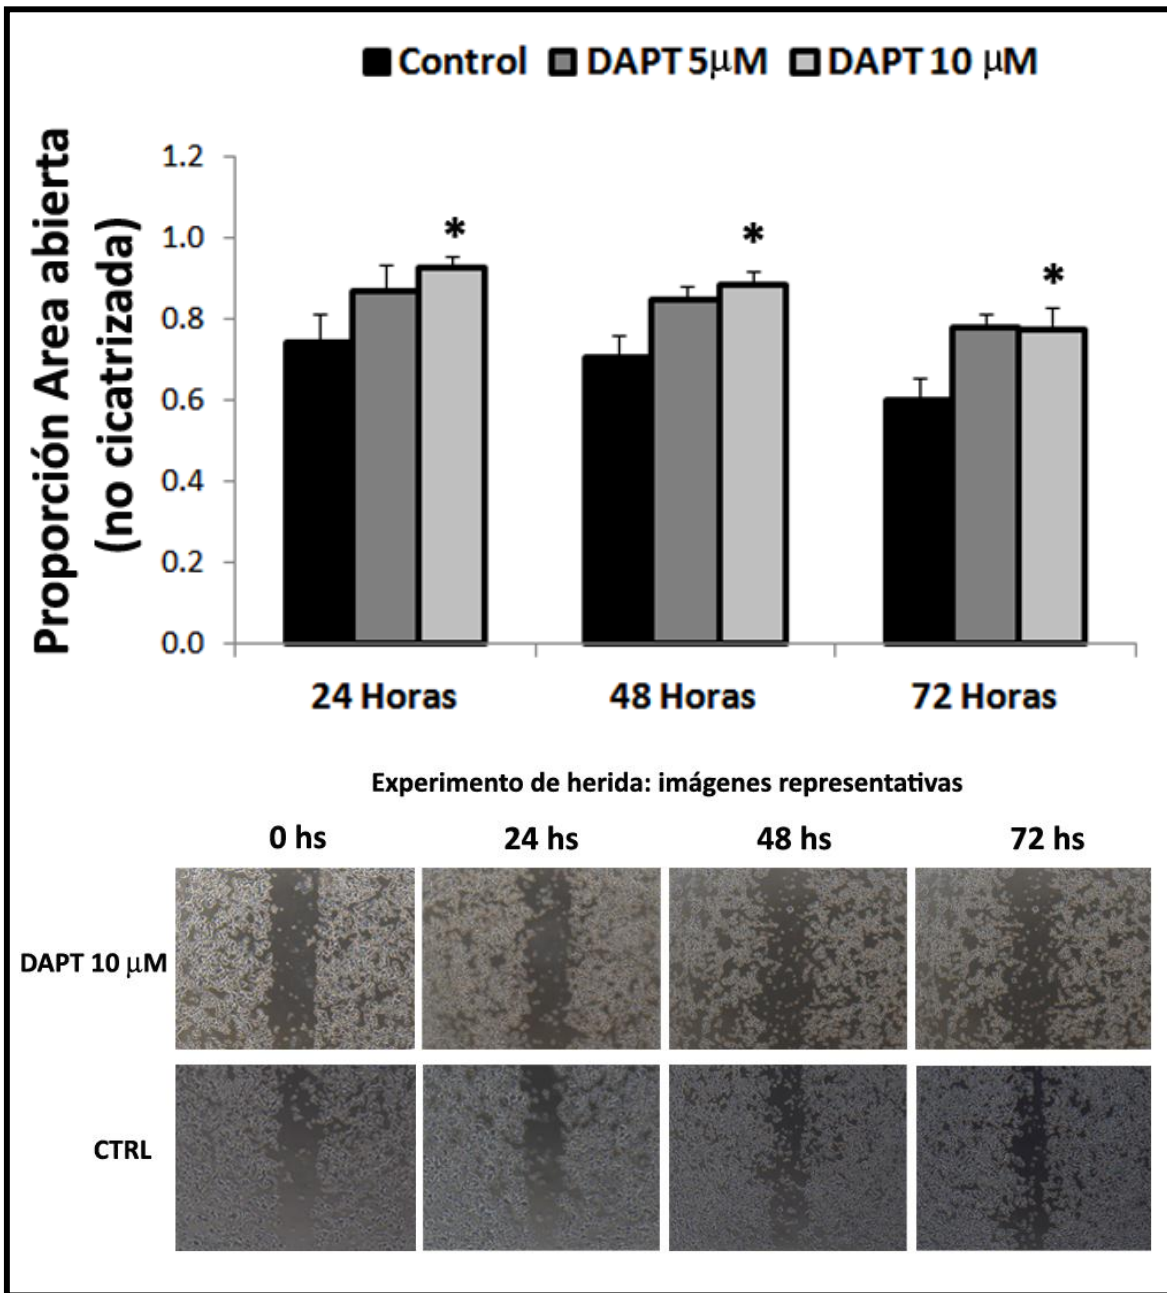 Control DAPT 5μM DAPT 10 μM
Proporción Area abierta
(no cicatrizada)
1.2
1.0
0.8
0.6
0.4
0.2
0.0
* * *
24 Horas 48 Horas 72 Horas
Experimento de herida: imágenes representativas
0 hs 24 hs 48 hs 72 hs
DAPT 10 μM
CTRL